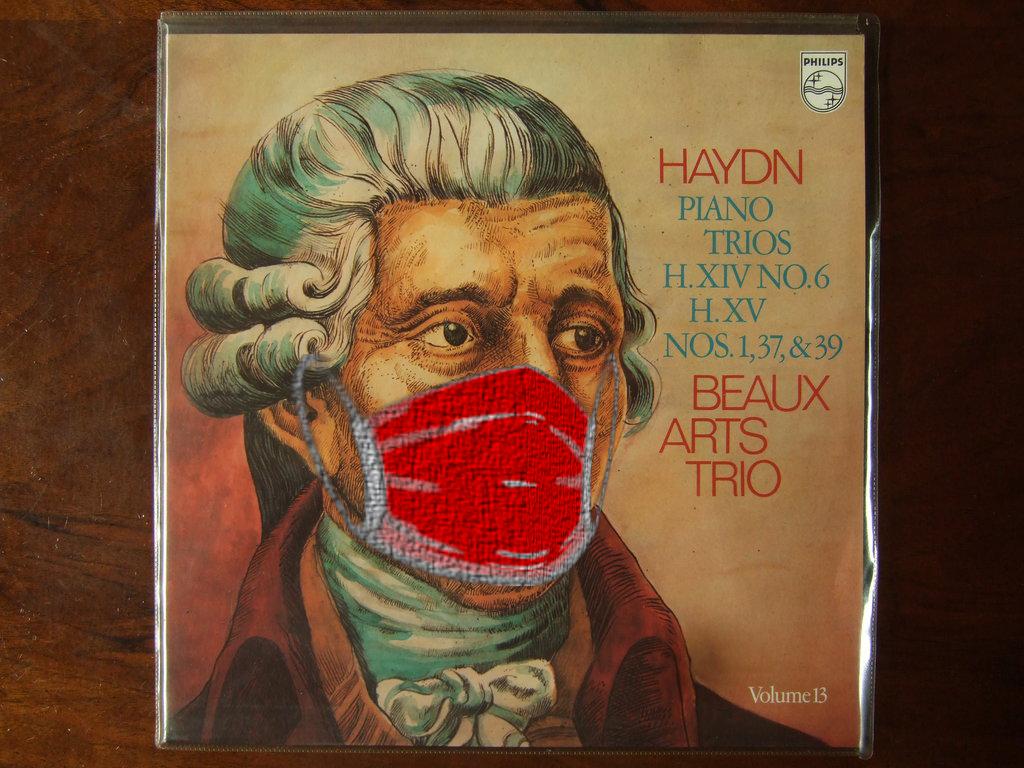 PHILIPS
HAYDN
PIANO
TRIOS
H. XIV NO. 6
H. XV
NOS. 1, 37, & 39
BEAUX
ARTS
TRIO
Volume 13